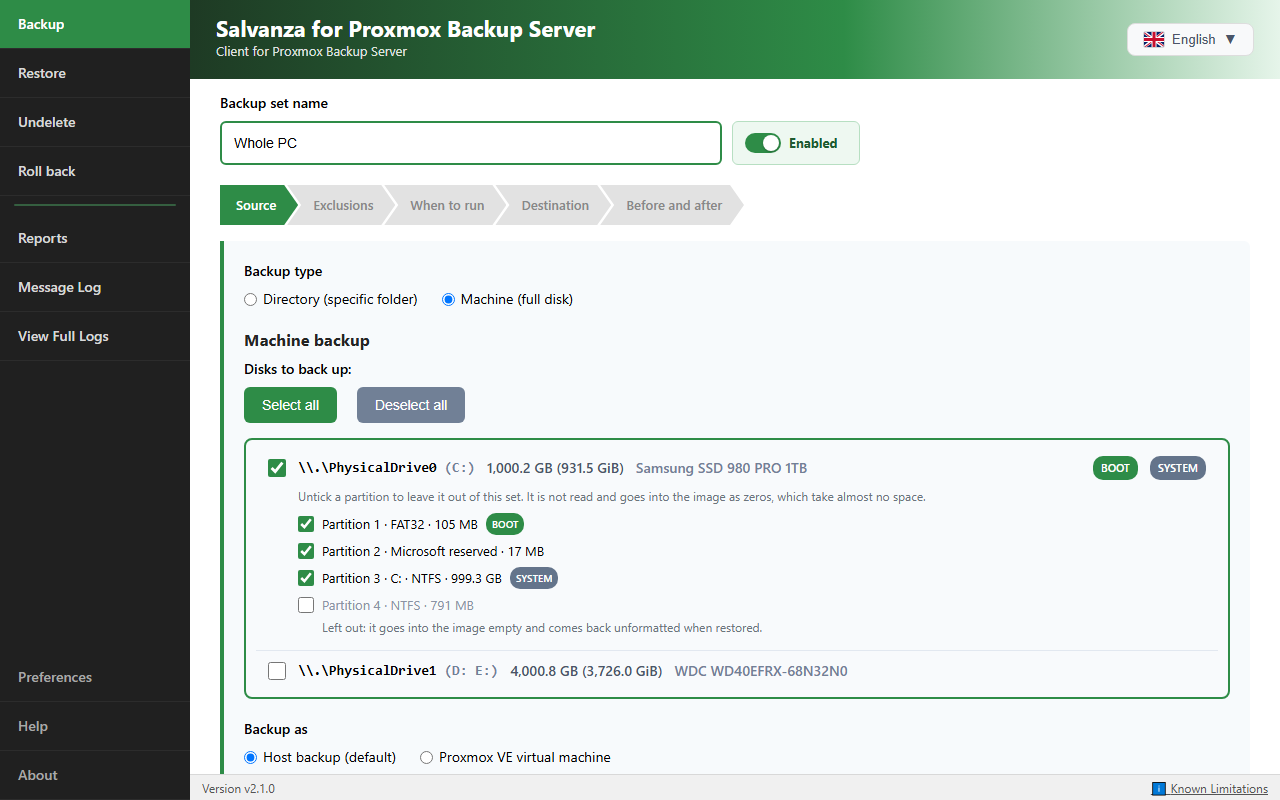 Backup
Restore
Undelete
Roll back
Reports
Message Log
View Full Logs
Preferences
Help
About
Salvanza for Proxmox Backup Server
Client for Proxmox Backup Server
English ▼
Backup set name
Whole PC
Enabled
Source
Exclusions
When to run
Destination
Before and after
Backup type
Directory (specific folder)
Machine (full disk)
Machine backup
Disks to back up:
Select all
Deselect all
\\.\PhysicalDrive0 (C:) 1,000.2 GB (931.5 GiB) Samsung SSD 980 PRO 1TB BOOT SYSTEM
Untick a partition to leave it out of this set. It is not read and goes into the image as zeros, which take almost no space.
Partition 1 · FAT32 · 105 MB BOOT
Partition 2 · Microsoft reserved · 17 MB
Partition 3 · C: · NTFS · 999.3 GB SYSTEM
Partition 4 · NTFS · 791 MB
Left out: it goes into the image empty and comes back unformatted when restored.
\\.\PhysicalDrive1 (D: E:) 4,000.8 GB (3,726.0 GiB) WDC WD40EFRX-68N32N0
Backup as
Host backup (default)
Proxmox VE virtual machine
Version v2.1.0
i Known Limitations